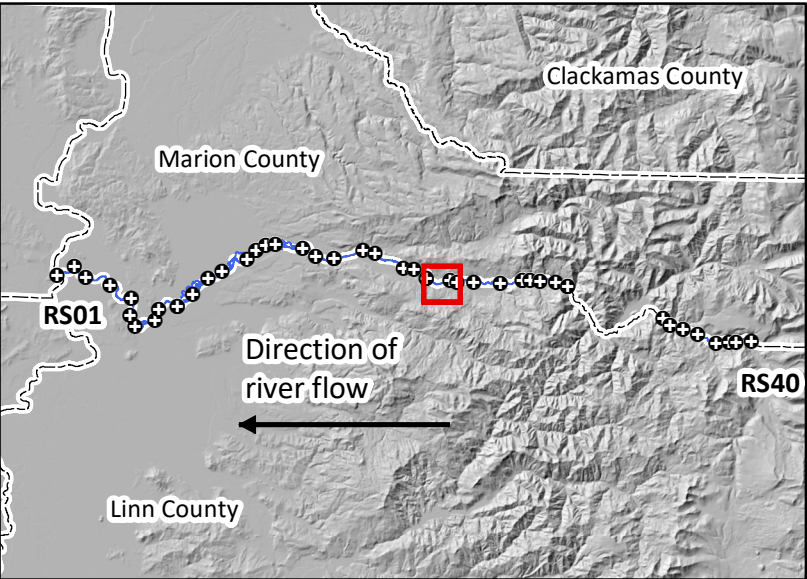 Clackamas County
Marion County
RS01
Direction of
river flow
RS40
Linn County